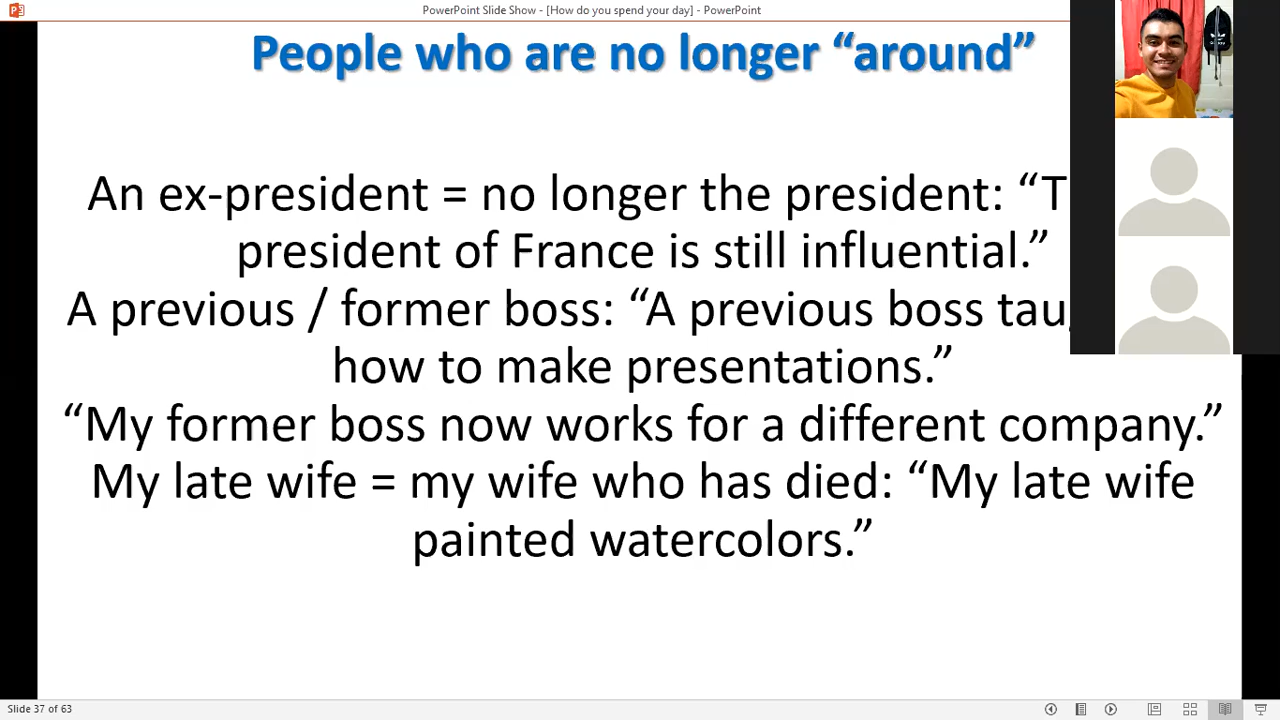 PowerPoint Slide Show - [How do you spend your day] - PowerPoint
People who are no longer “around”
An ex-president = no longer the president: “T
president of France is still influential.”
A previous / former boss: “A previous boss
how to make presentations.”
“My former boss now works for a different company.”
My late wife = my wife who has died: “My late wife
painted watercolors.”
Slide 37 of 63